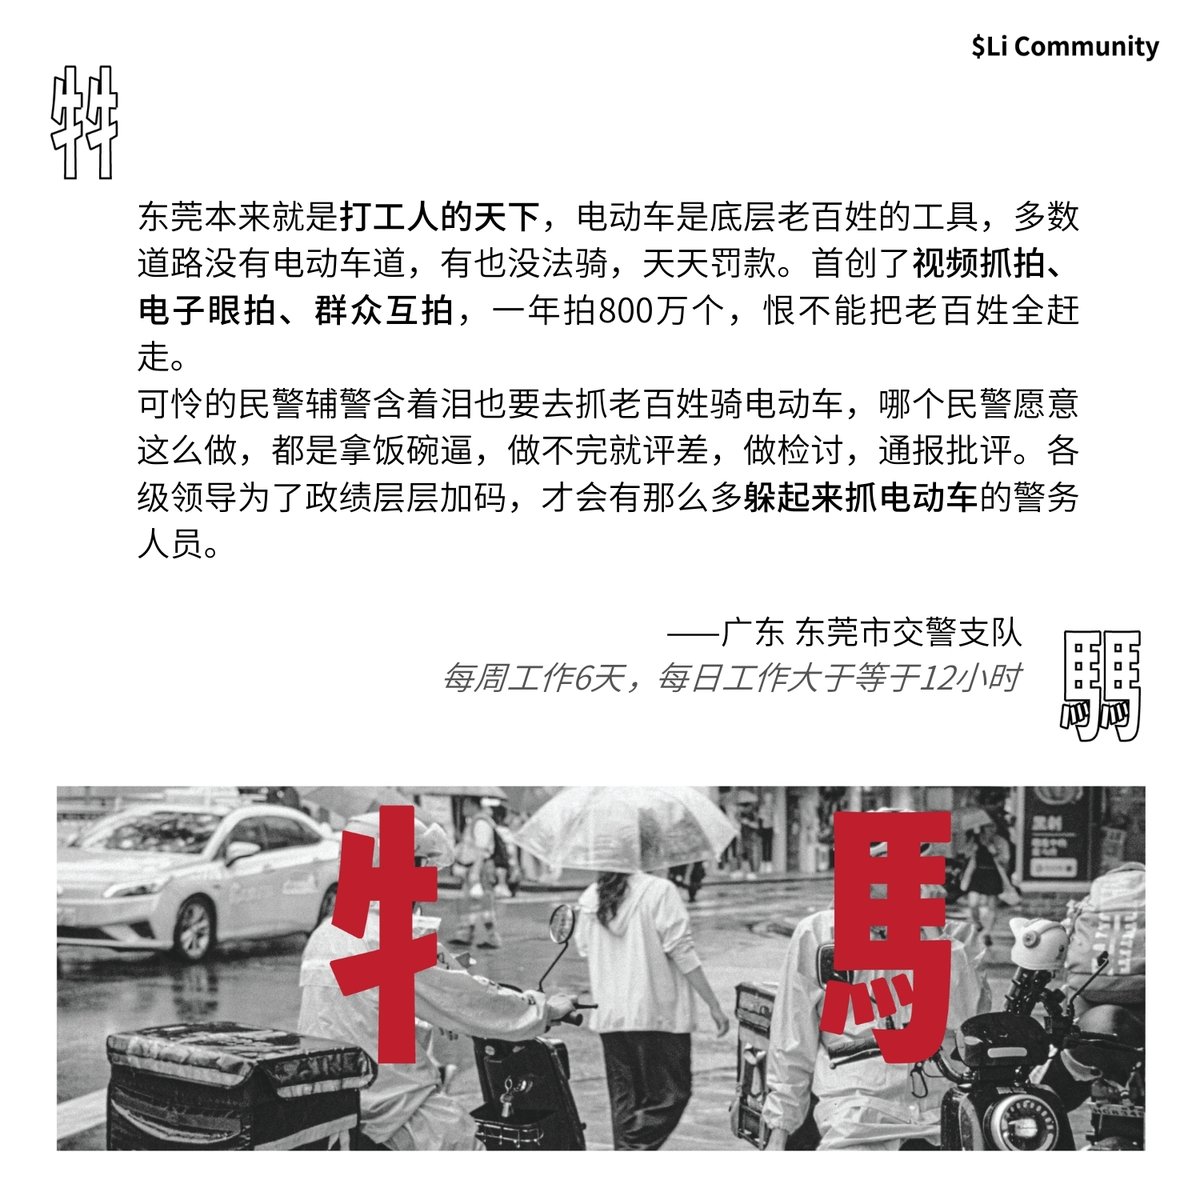 $Li Community
牛牛
东莞本来就是打工人的天下，电动车是底层老百姓的工具，多数
道路没有电动车道，有也没法骑，天天罚款。首创了视频抓拍、
电子眼拍、群众互拍，一年拍800万个，恨不能把老百姓全赶
走。
可怜的民警辅警含着泪也要去抓老百姓骑电动车，哪个民警愿意
这么做，都是拿饭碗逼，做不完就评差，做检讨，通报批评。各
级领导为了政绩层层加码，才会有那么多躲起来抓电动车的警务
人员。
——广东 东莞市交警支队
每周工作6天，每日工作大于等于12小时
馬馬
牛 馬